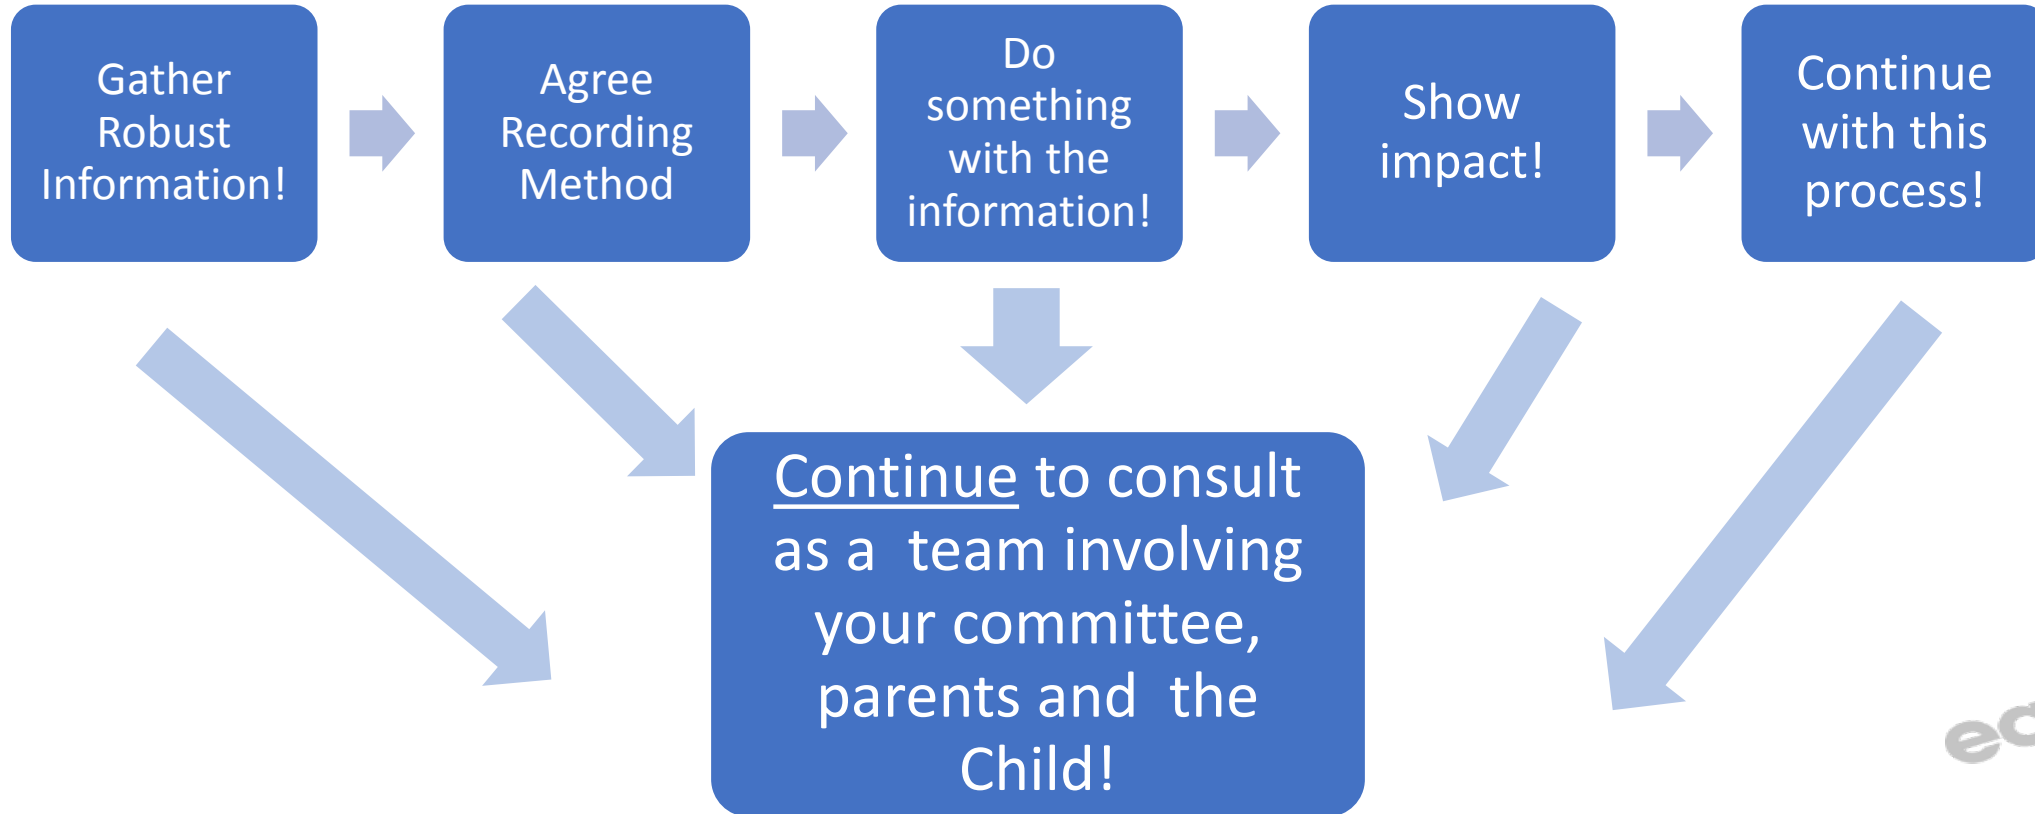 Gather
Robust
Information!
Agree
Recording
Method
Do
something
with the
information!
Show
impact!
Continue
with this
process!
Continue to consult
as a team involving
your committee,
parents and the
Child!